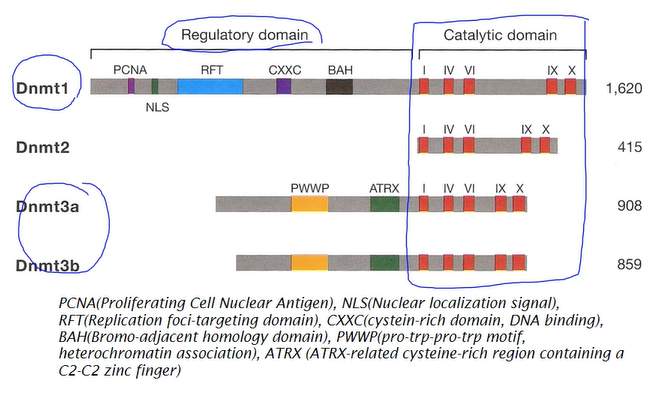 Regulatory domain Catalytic domain
PCNA RFT CXXC BAH I IV VI IX X
Dnmt1 1,620
NLS
I IV VI IX X
Dnmt2 415
PWWP ATRX I IV VI IX X
Dnmt3a 908
Dnmt3b 859
PCNA(Proliferating Cell Nuclear Antigen), NLS(Nuclear localization signal),
RFT(Replication foci-targeting domain), CXXC(cystein-rich domain, DNA binding),
BAH(Bromo-adjacent homology domain), PWWP(pro-trp-pro-trp motif,
heterochromatin association), ATRX (ATRX-related cysteine-rich region containing a
C2-C2 zinc finger)